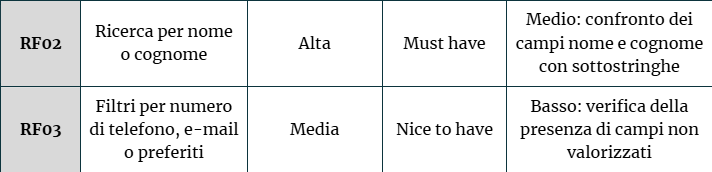 RF02
Ricerca per nome
o cognome
Alta
Must have
Medio: confronto dei
campi nome e cognome
con sottostringhe
RF03
Filtri per numero
di telefono, e-mail
o preferiti
Media
Nice to have
Basso: verifica della
presenza di campi non
valorizzati